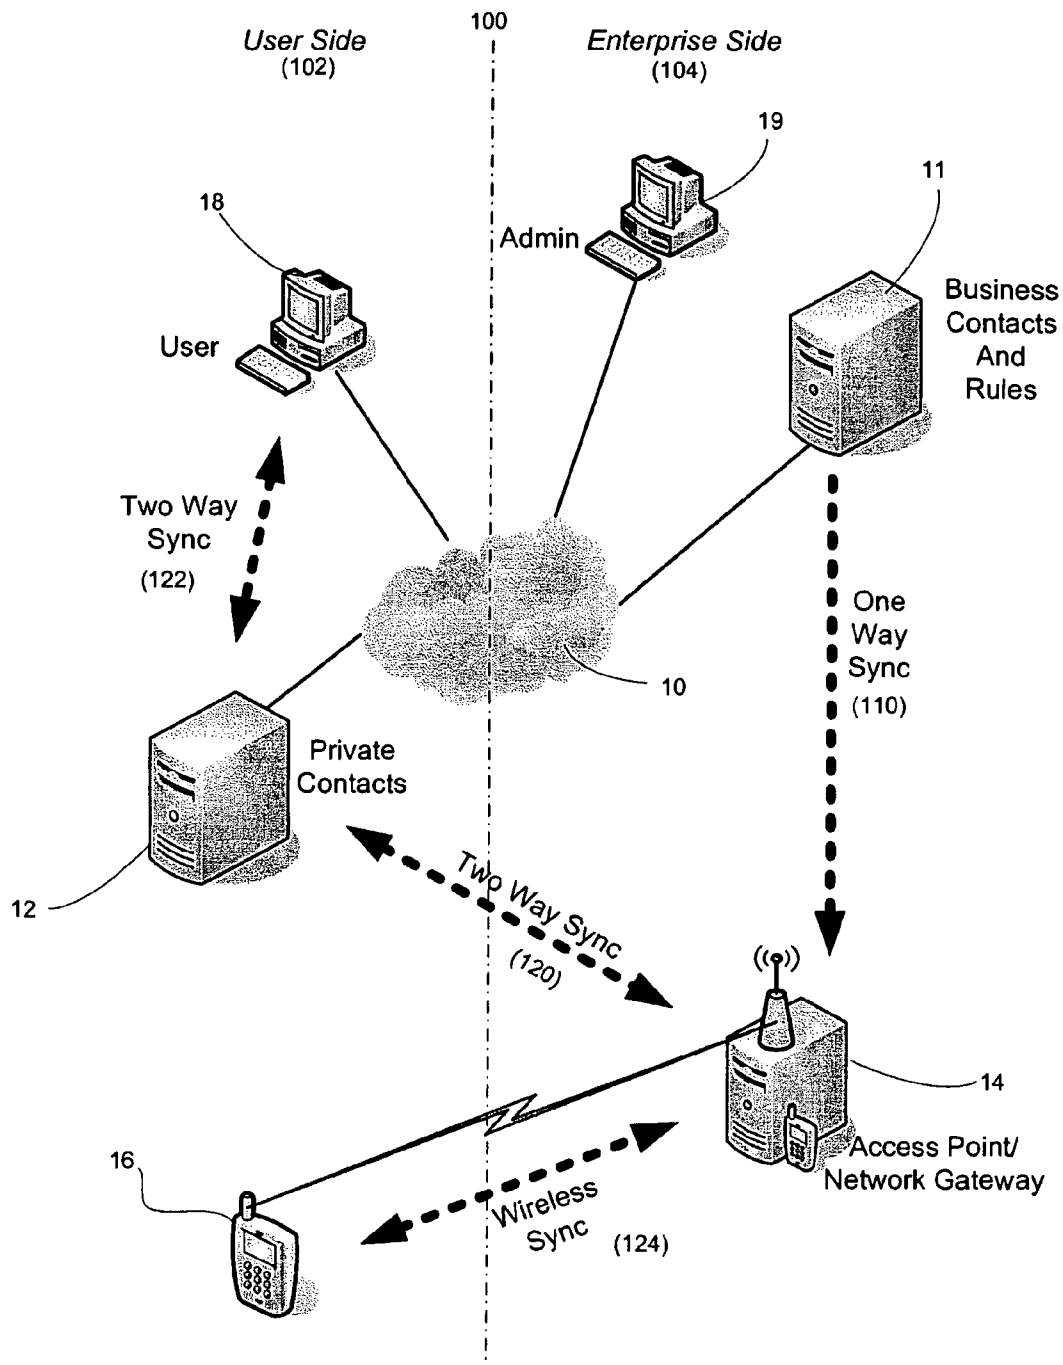 100
User Side
(102)
Enterprise Side
(104)
19
11
18
Admin
Business
Contacts
And
Rules
User
Two Way
Sync
(122)
One
Way
Sync
(110)
10
Private
Contacts
12
Two Way Sync
(120)
14
Access Point/
Network Gateway
16
Wireless
Sync
(124)